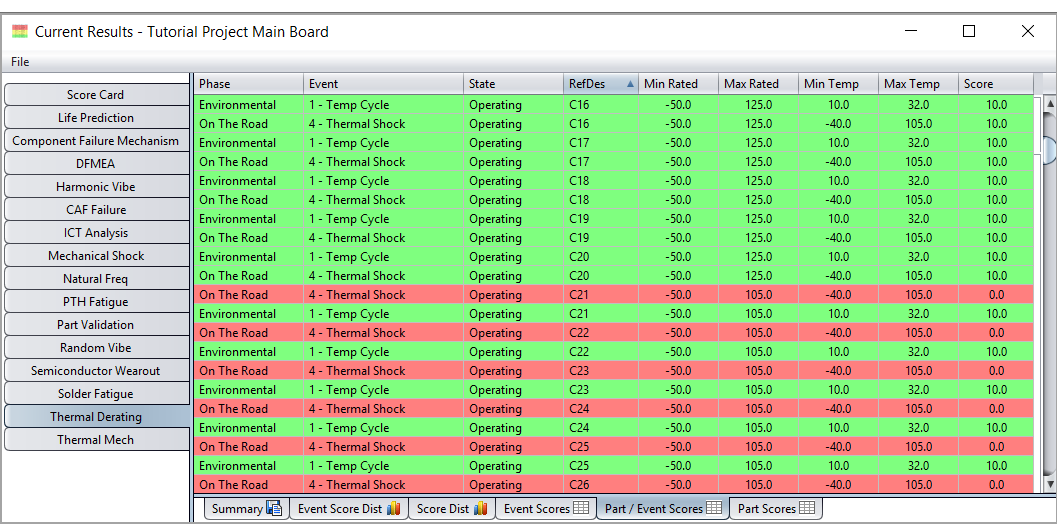 Current Results - Tutorial Project Main Board
File
Score Card
Life Prediction
Component Failure Mechanism
DFMEA
Harmonic Vibe
CAF Failure
ICT Analysis
Mechanical Shock
Natural Freq
PTH Fatigue
Part Validation
Random Vibe
Semiconductor Wearout
Solder Fatigue
Thermal Derating
Thermal Mech
Phase Event State RefDes Min Rated Max Rated Min Temp Max Temp Score
Environmental 1 - Temp Cycle Operating C16 -50.0 125.0 10.0 32.0 10.0
On The Road 4 - Thermal Shock Operating C16 -50.0 125.0 -40.0 105.0 10.0
Environmental 1 - Temp Cycle Operating C17 -50.0 125.0 10.0 32.0 10.0
On The Road 4 - Thermal Shock Operating C17 -50.0 125.0 -40.0 105.0 10.0
Environmental 1 - Temp Cycle Operating C18 -50.0 125.0 10.0 32.0 10.0
On The Road 4 - Thermal Shock Operating C18 -50.0 125.0 -40.0 105.0 10.0
Environmental 1 - Temp Cycle Operating C19 -50.0 125.0 10.0 32.0 10.0
On The Road 4 - Thermal Shock Operating C19 -50.0 125.0 -40.0 105.0 10.0
Environmental 1 - Temp Cycle Operating C20 -50.0 125.0 10.0 32.0 10.0
On The Road 4 - Thermal Shock Operating C20 -50.0 125.0 -40.0 105.0 10.0
On The Road 4 - Thermal Shock Operating C21 -50.0 105.0 -40.0 105.0 0.0
Environmental 1 - Temp Cycle Operating C21 -50.0 105.0 10.0 32.0 10.0
On The Road 4 - Thermal Shock Operating C22 -50.0 105.0 -40.0 105.0 0.0
Environmental 1 - Temp Cycle Operating C22 -50.0 105.0 10.0 32.0 10.0
On The Road 4 - Thermal Shock Operating C23 -50.0 105.0 -40.0 105.0 0.0
Environmental 1 - Temp Cycle Operating C23 -50.0 105.0 10.0 32.0 10.0
On The Road 4 - Thermal Shock Operating C24 -50.0 105.0 -40.0 105.0 0.0
Environmental 1 - Temp Cycle Operating C24 -50.0 105.0 10.0 32.0 10.0
On The Road 4 - Thermal Shock Operating C25 -50.0 105.0 -40.0 105.0 0.0
Environmental 1 - Temp Cycle Operating C25 -50.0 105.0 10.0 32.0 10.0
On The Road 4 - Thermal Shock Operating C26 -50.0 105.0 -40.0 105.0 0.0
Summary Event Score Dist Score Dist Event Scores Part / Event Scores Part Scores